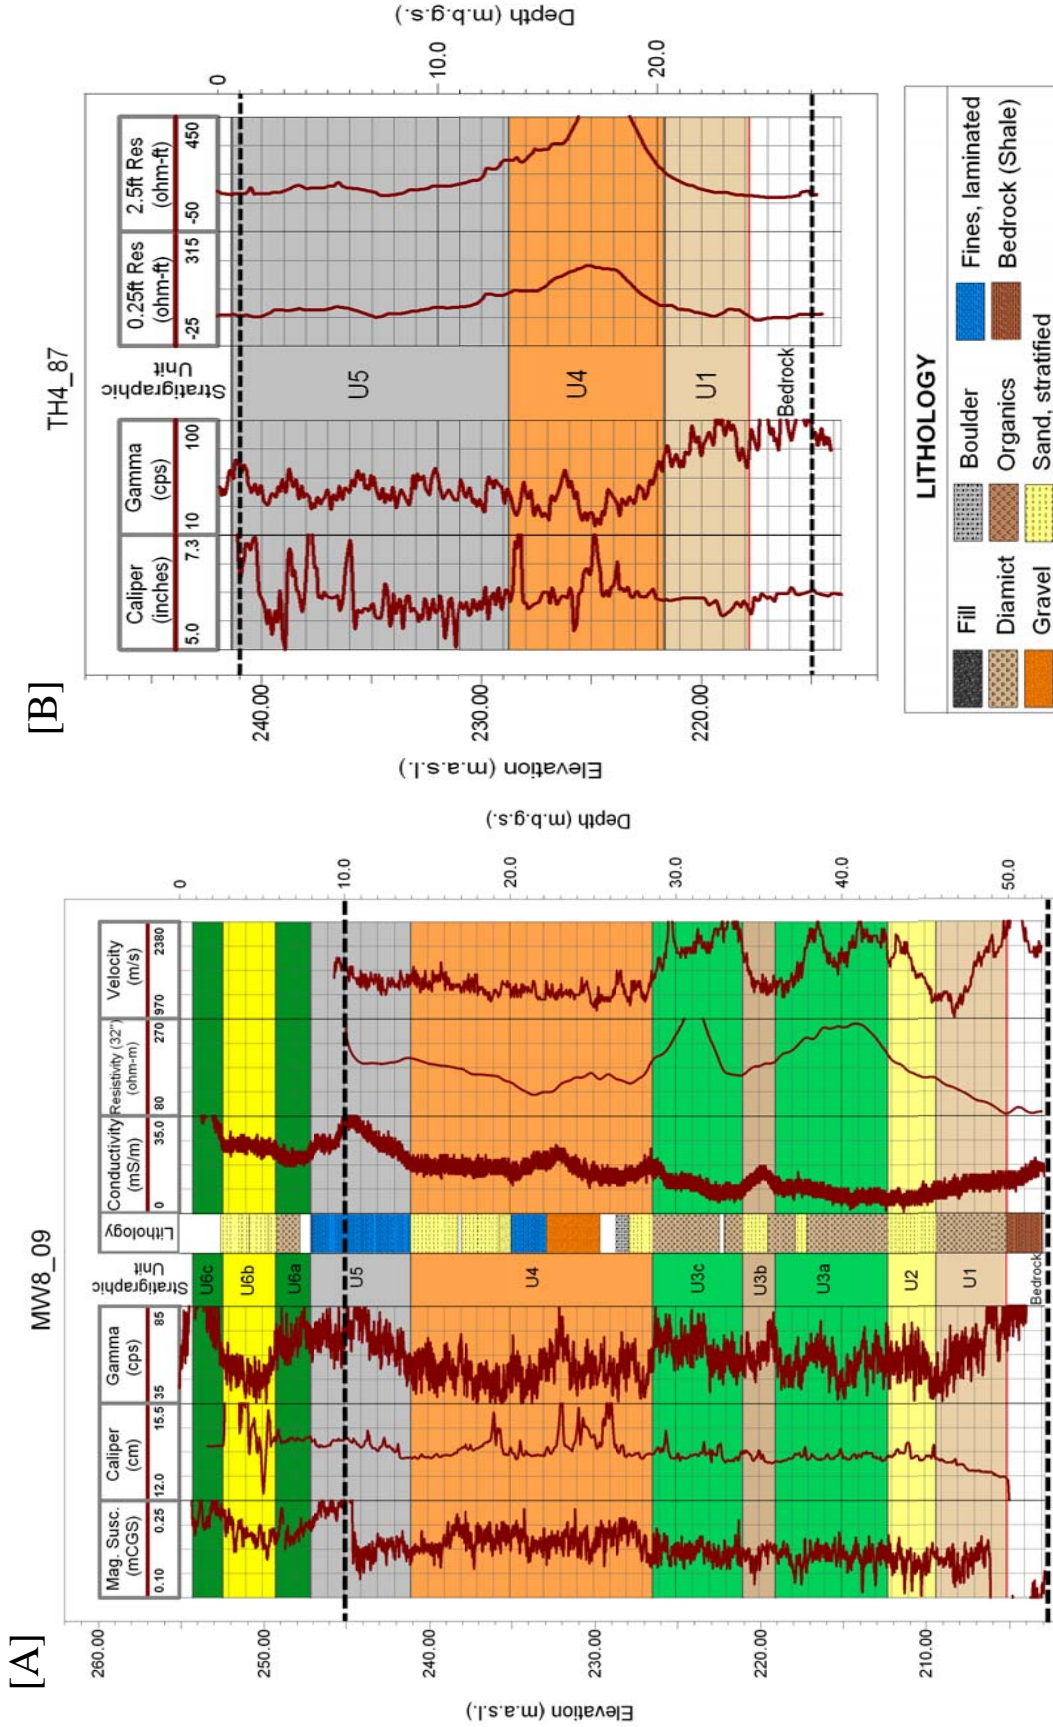 [A]
MW8_09
Elevation (m.a.s.l.)
260.00
250.00
240.00
230.00
220.00
210.00
Mag. Susc.
(mCGS)
0.10 0.25
Caliper
(cm)
12.0 15.5
Gamma
(cps)
35 85
Stratigraphic
Unit
Lithology
Conductivity
(mS/m)
0 35.0
Resistivity (32")
(ohm-m)
80 270
Velocity
(m/s)
970 2380
U6c
U6b
U6a
U5
U4
U3c
U3b
U3a
U2
U1
Bedrock
Depth (m.b.g.s.)
0
10.0
20.0
30.0
40.0
50.0
[B]
TH4_87
Elevation (m.a.s.l.)
240.00
230.00
220.00
Caliper
(inches)
5.0 7.3
Gamma
(cps)
10 100
Stratigraphic
Unit
0.25ft Res
(ohm-ft)
-25 315
2.5ft Res
(ohm-ft)
-50 450
U5
U4
U1
Bedrock
Depth (m.b.g.s.)
0
10.0
20.0
LITHOLOGY
Fill
Boulder
Fines, laminated
Diamict
Organics
Bedrock (Shale)
Gravel
Sand, stratified